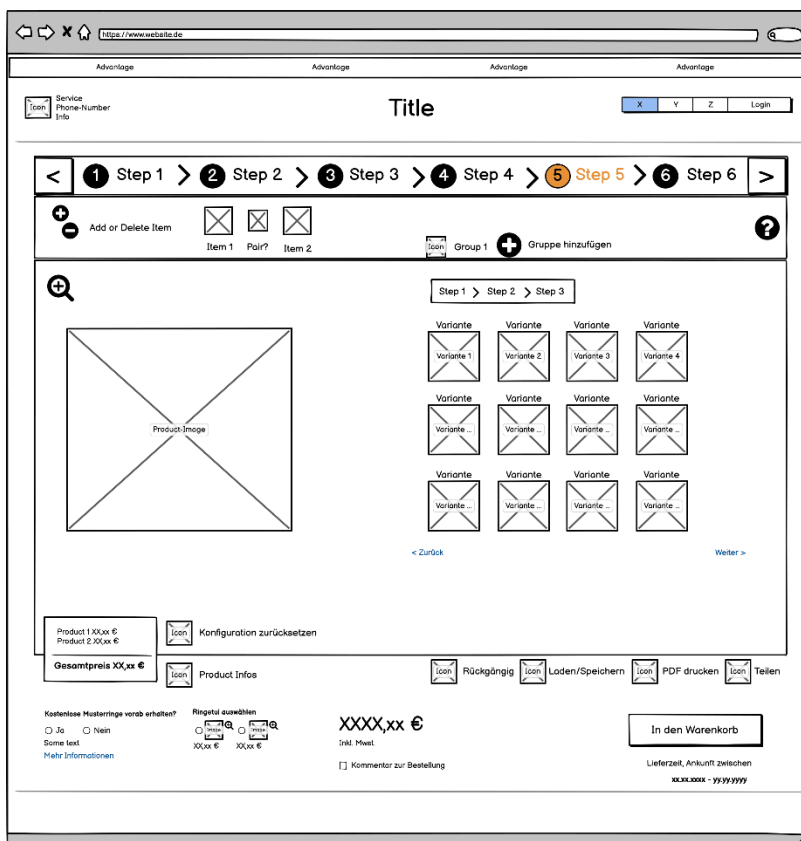 https://www.website.de
Advantage Advantage Advantage Advantage
Icon
Service
Phone-Number
Info
Title
X Y Z Login
< 1 Step 1 2 Step 2 3 Step 3 4 Step 4 5 Step 5 6 Step 6 >
Add or Delete Item
Item 1 Pair? Item 2
Icon Group 1 Gruppe hinzufügen
?
Step 1 Step 2 Step 3
Product-Image
Variante Variante Variante Variante
Variante 1 Variante 2 Variante 3 Variante 4
Variante Variante Variante Variante
Variante ... Variante ... Variante ... Variante ...
Variante Variante Variante Variante
Variante ... Variante ... Variante ... Variante ...
< Zurück Weiter >
Product 1 XX,xx €
Product 2 XX,xx €
Gesamtpreis XX,xx €
Icon Konfiguration zurücksetzen
Icon Product Infos
Icon Rückgängig Icon Laden/Speichern Icon PDF drucken Icon Teilen
Kostenlose Musterringe vorab erhalten?
Ja Nein
Some text
Mehr Informationen
Ringetui auswählen
Image Image
XX,xx € XX,xx €
XXXX,xx €
Inkl. Mwst.
Kommentar zur Bestellung
In den Warenkorb
Lieferzeit, Ankunft zwischen
xx.xx.xxxx - yy.yy.yyyy